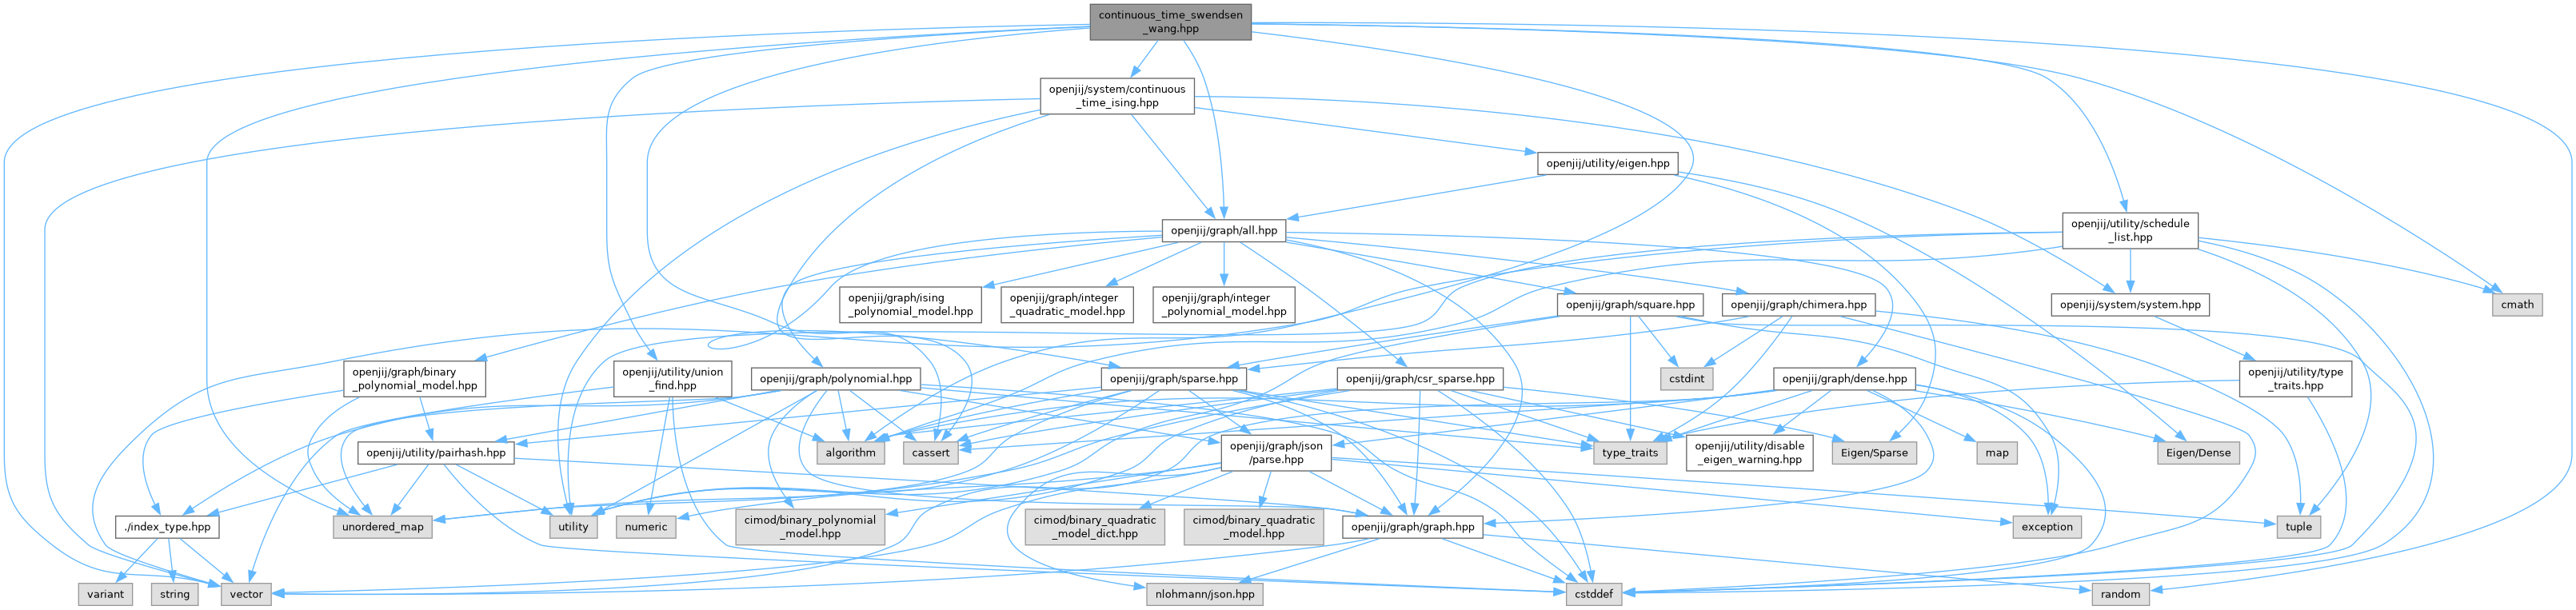 continuous_time_swendsen
_wang.hpp
openjij/system/continuous
_time_ising.hpp
openjij/utility/eigen.hpp
openjij/graph/all.hpp
openjij/utility/schedule
_list.hpp
openjij/graph/ising
_polynomial_model.hpp
openjij/graph/integer
_quadratic_model.hpp
openjij/graph/integer
_polynomial_model.hpp
openjij/graph/square.hpp
openjij/graph/chimera.hpp
openjij/system/system.hpp
cmath
openjij/graph/binary
_polynomial_model.hpp
openjij/utility/union
_find.hpp
openjij/graph/polynomial.hpp
openjij/graph/sparse.hpp
openjij/graph/csr_sparse.hpp
cstdint
openjij/graph/dense.hpp
openjij/utility/type
_traits.hpp
openjij/utility/pairhash.hpp
algorithm
cassert
openjij/graph/json
/parse.hpp
type_traits
openjij/utility/disable
_eigen_warning.hpp
Eigen/Sparse
map
Eigen/Dense
./index_type.hpp
unordered_map
utility
numeric
cimod/binary_polynomial
_model.hpp
cimod/binary_quadratic
_model_dict.hpp
cimod/binary_quadratic
_model.hpp
openjij/graph/graph.hpp
exception
tuple
variant
string
vector
nlohmann/json.hpp
cstddef
random